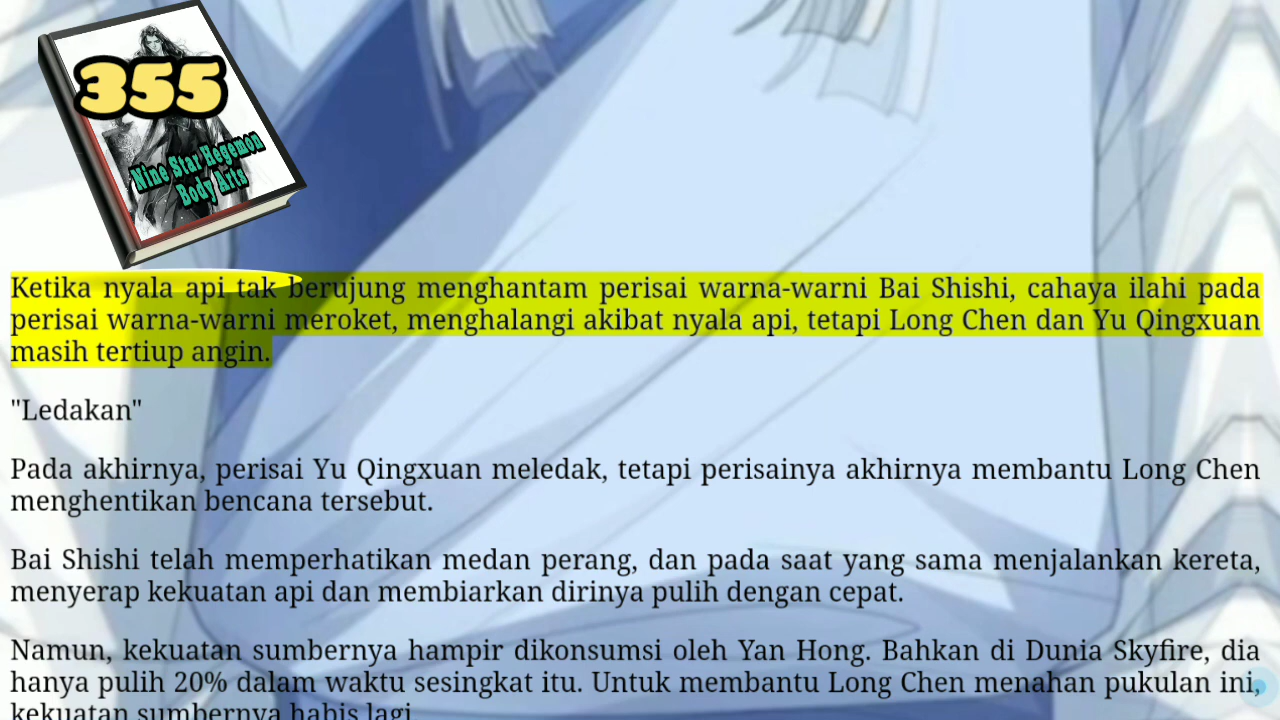 355
Nine Star Hegemon
Body Arts
Ketika nyala api tak berujung menghantam perisai warna-warni Bai Shishi, cahaya ilahi pada
perisai warna-warni meroket, menghalangi akibat nyala api, tetapi Long Chen dan Yu Qingxuan
masih tertiup angin.
"Ledakan"
Pada akhirnya, perisai Yu Qingxuan meledak, tetapi perisainya akhirnya membantu Long Chen
menghentikan bencana tersebut.
Bai Shishi telah memperhatikan medan perang, dan pada saat yang sama menjalankan kereta,
menyerap kekuatan api dan membiarkan dirinya pulih dengan cepat.
Namun, kekuatan sumbernya hampir dikonsumsi oleh Yan Hong. Bahkan di Dunia Skyfire, dia
hanya pulih 20% dalam waktu sesingkat itu. Untuk membantu Long Chen menahan pukulan ini,
kekuatan sumbernya habis lagi.